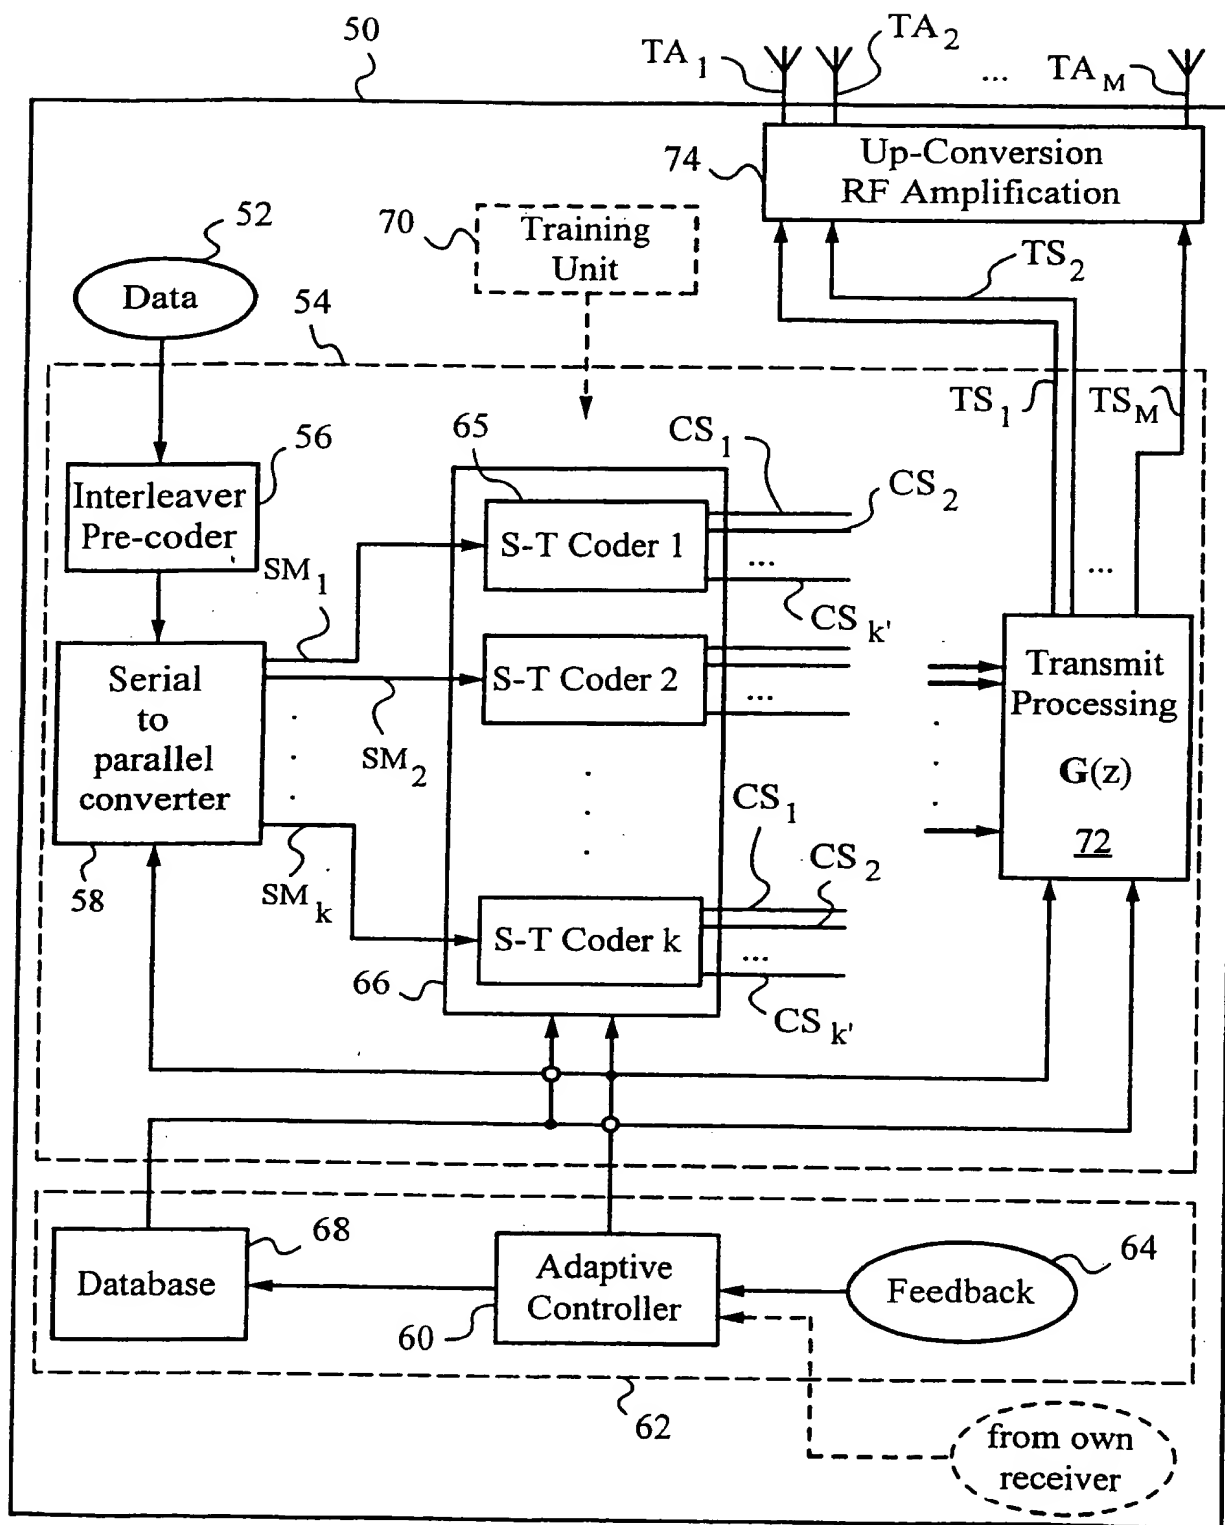 50
TA1
TA2
...
TAM
74
Up-Conversion
RF Amplification
52
Data
70
Training
Unit
TS2
54
TS1
TSM
56
Interleaver
Pre-coder
65
CS1
CS2
S-T Coder 1
...
CSk'
SM1
...
Serial
to
parallel
converter
S-T Coder 2
...
SM2
Transmit
Processing
G(z)
72
58
SMk
CS1
CS2
S-T Coder k
...
66
CSk'
68
Database
Adaptive
Controller
60
Feedback
64
62
from own
receiver